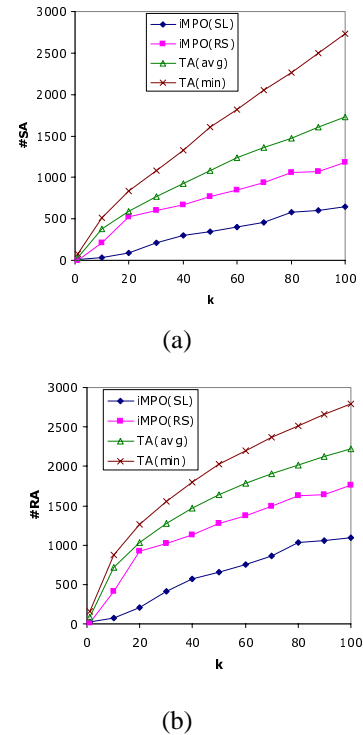 3000
2500
2000
1500
1000
500
0
#SA
iMPO(SL)
iMPO(RS)
TA(avg)
TA(min)
0 20 40 60 80 100
k
(a)
3000
2500
2000
1500
1000
500
0
#RA
iMPO(SL)
iMPO(RS)
TA(avg)
TA(min)
0 20 40 60 80 100
k
(b)